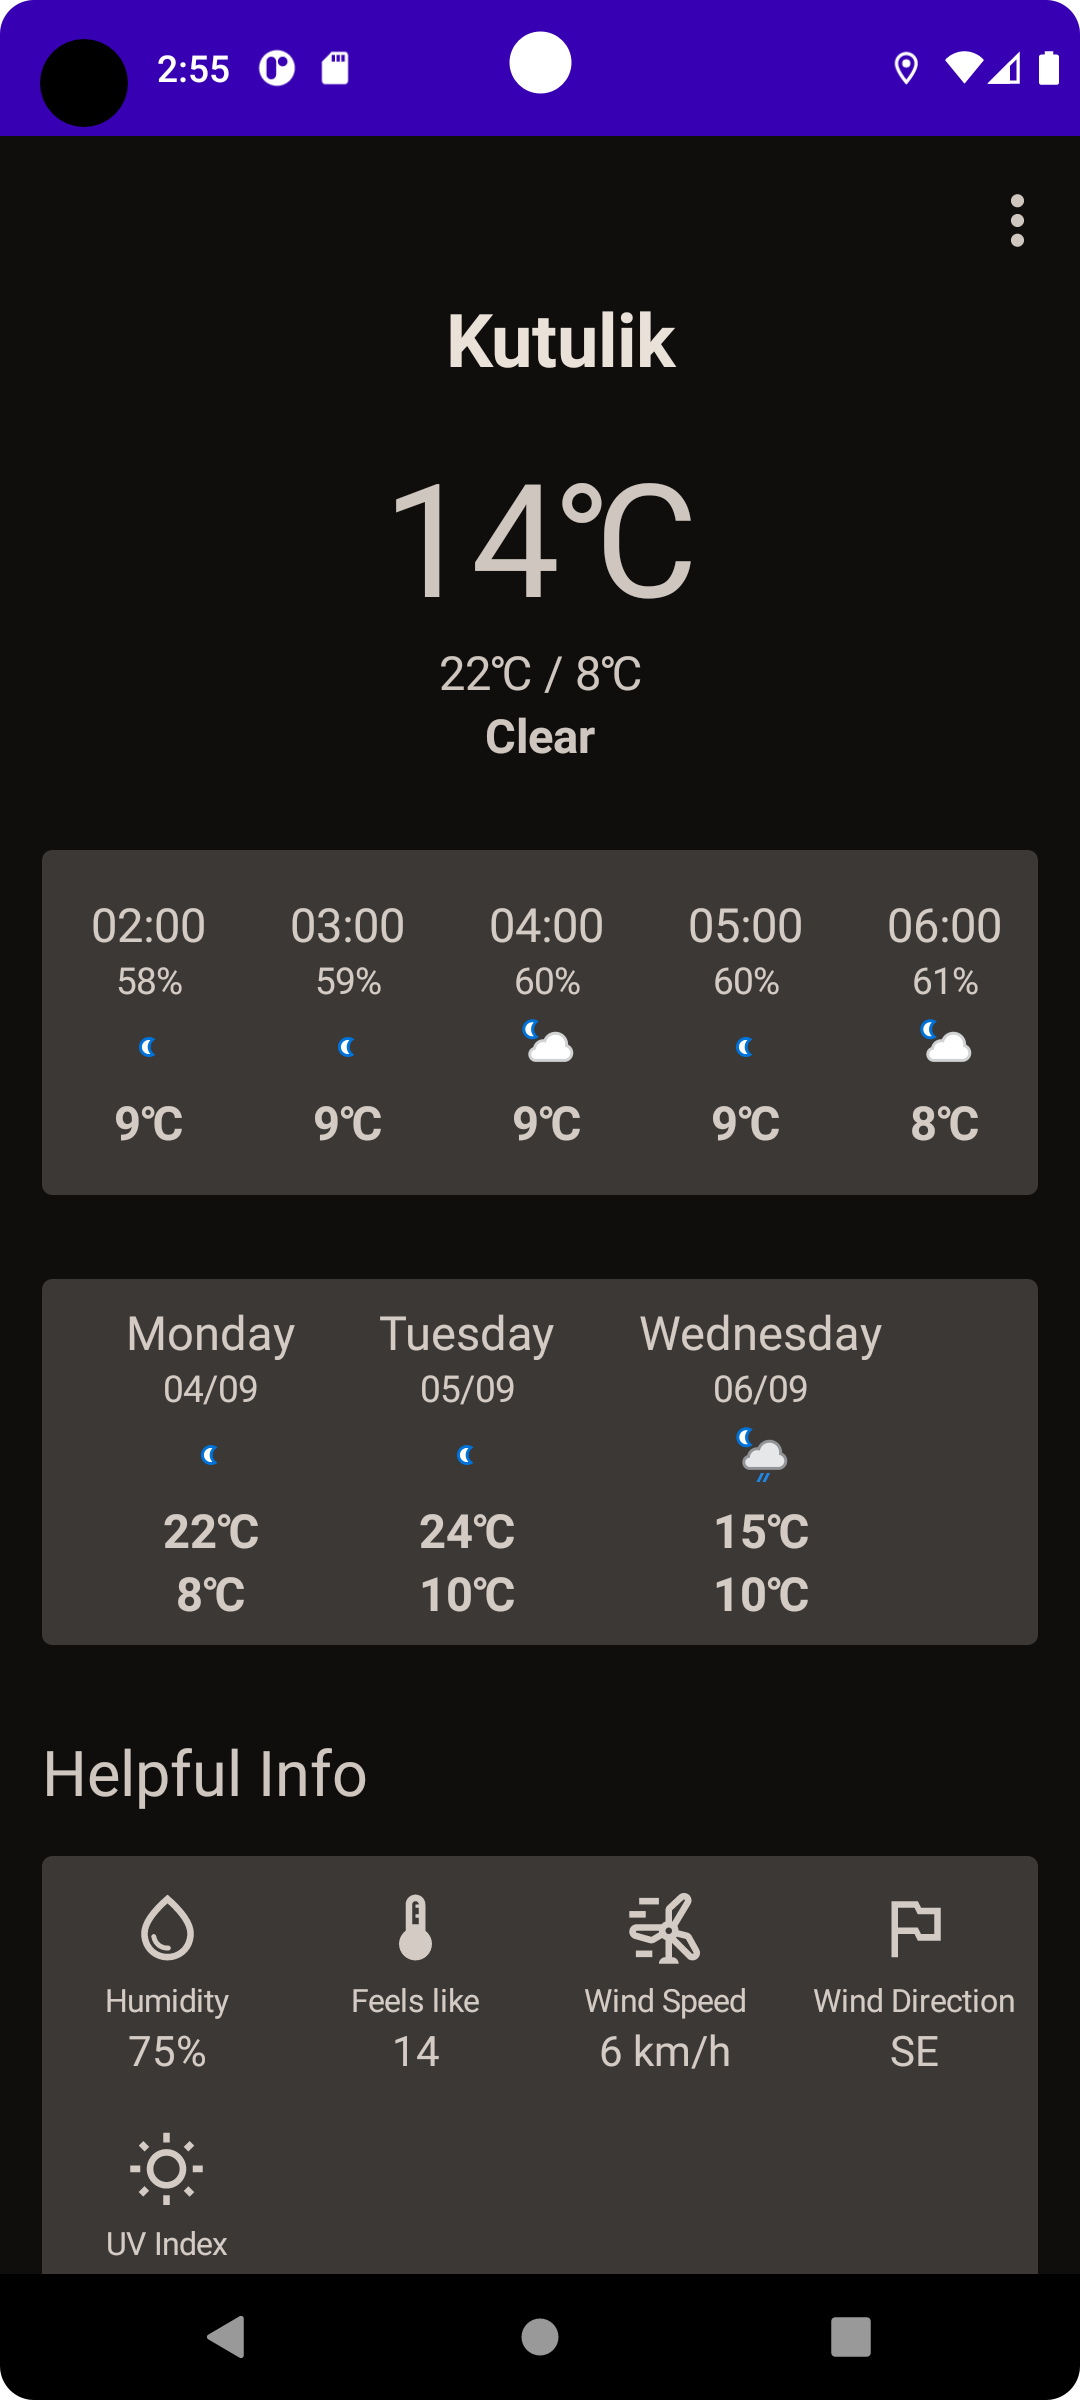 2:55
Kutulik
14℃
22℃ / 8℃
Clear
02:00 03:00 04:00 05:00 06:00
58% 59% 60% 60% 61%
9℃ 9℃ 9℃ 9℃ 8℃
Monday Tuesday Wednesday
04/09 05/09 06/09
22℃ 24℃ 15℃
8℃ 10℃ 10℃
Helpful Info
Humidity Feels like Wind Speed Wind Direction
75% 14 6 km/h SE
UV Index